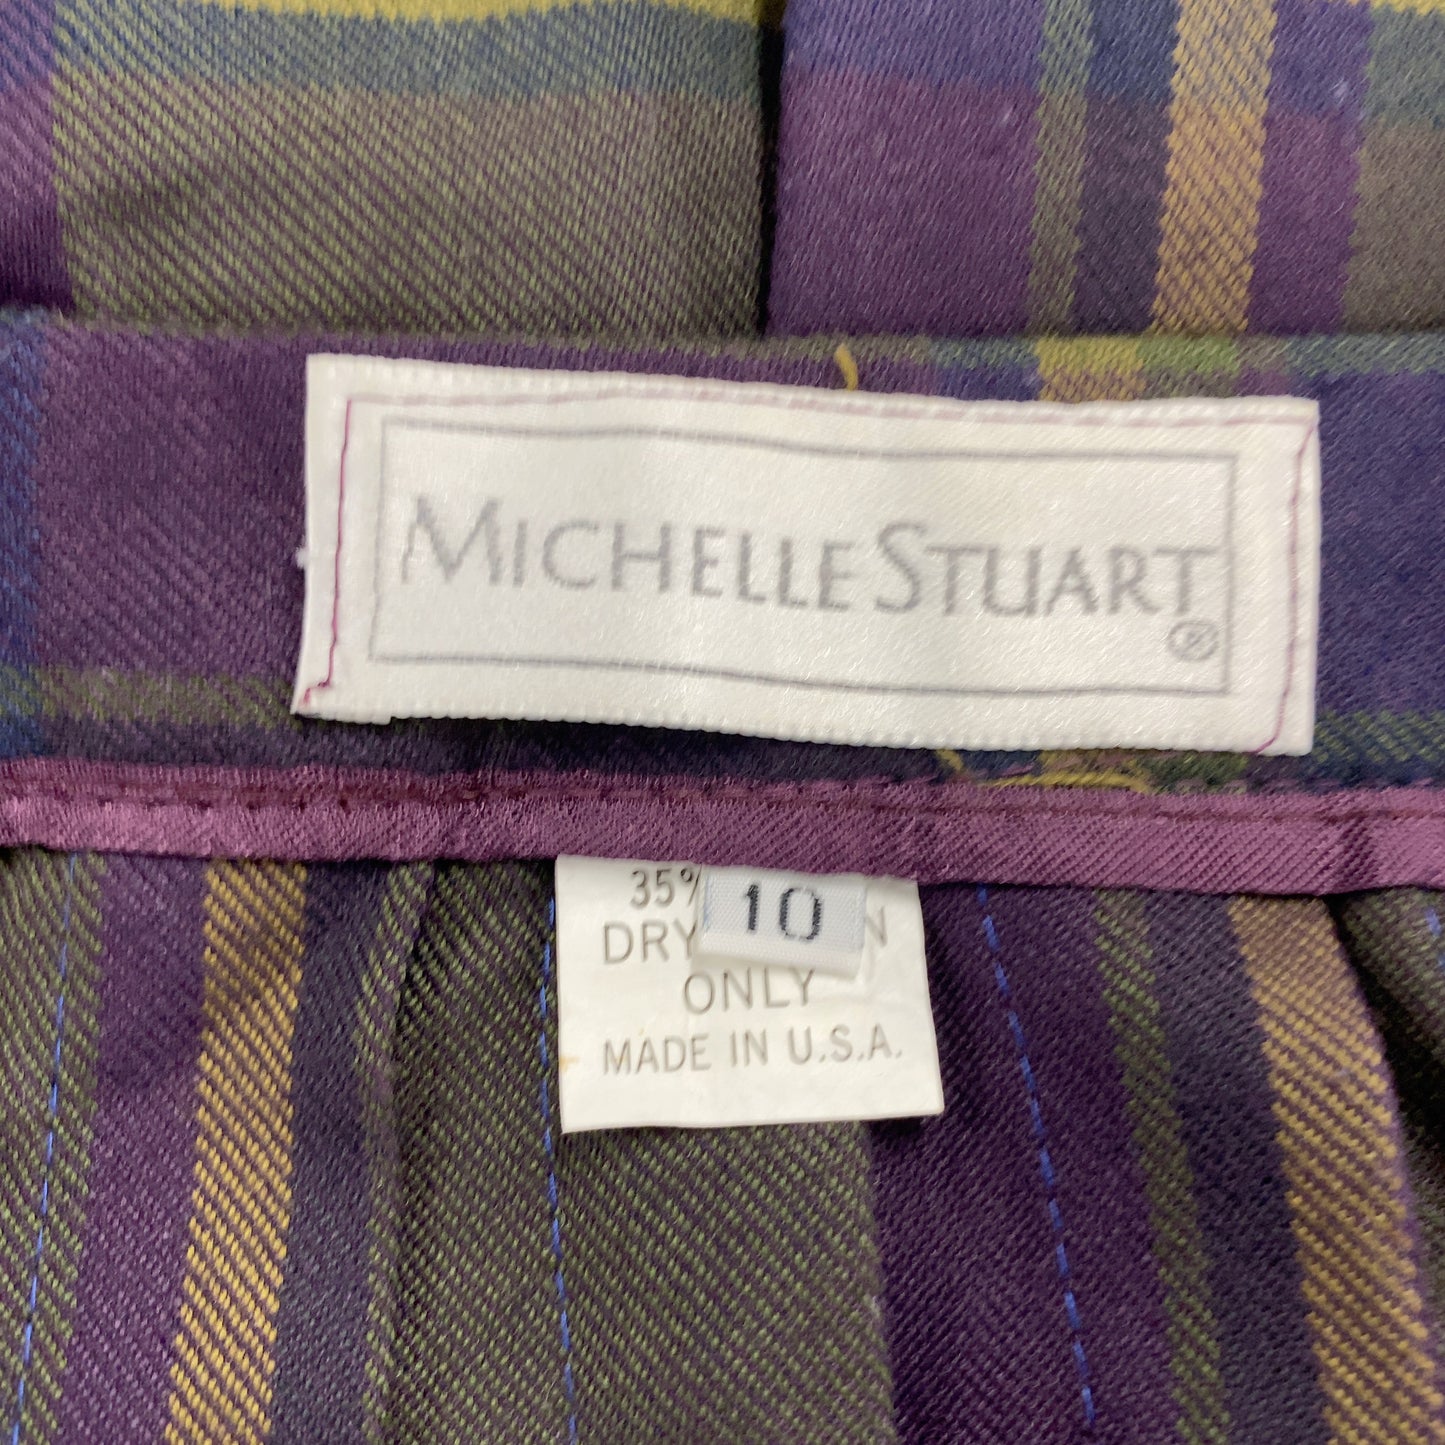 MICHELLE STUART
®
35%
10
DRY
ONLY
MADE IN U.S.A.